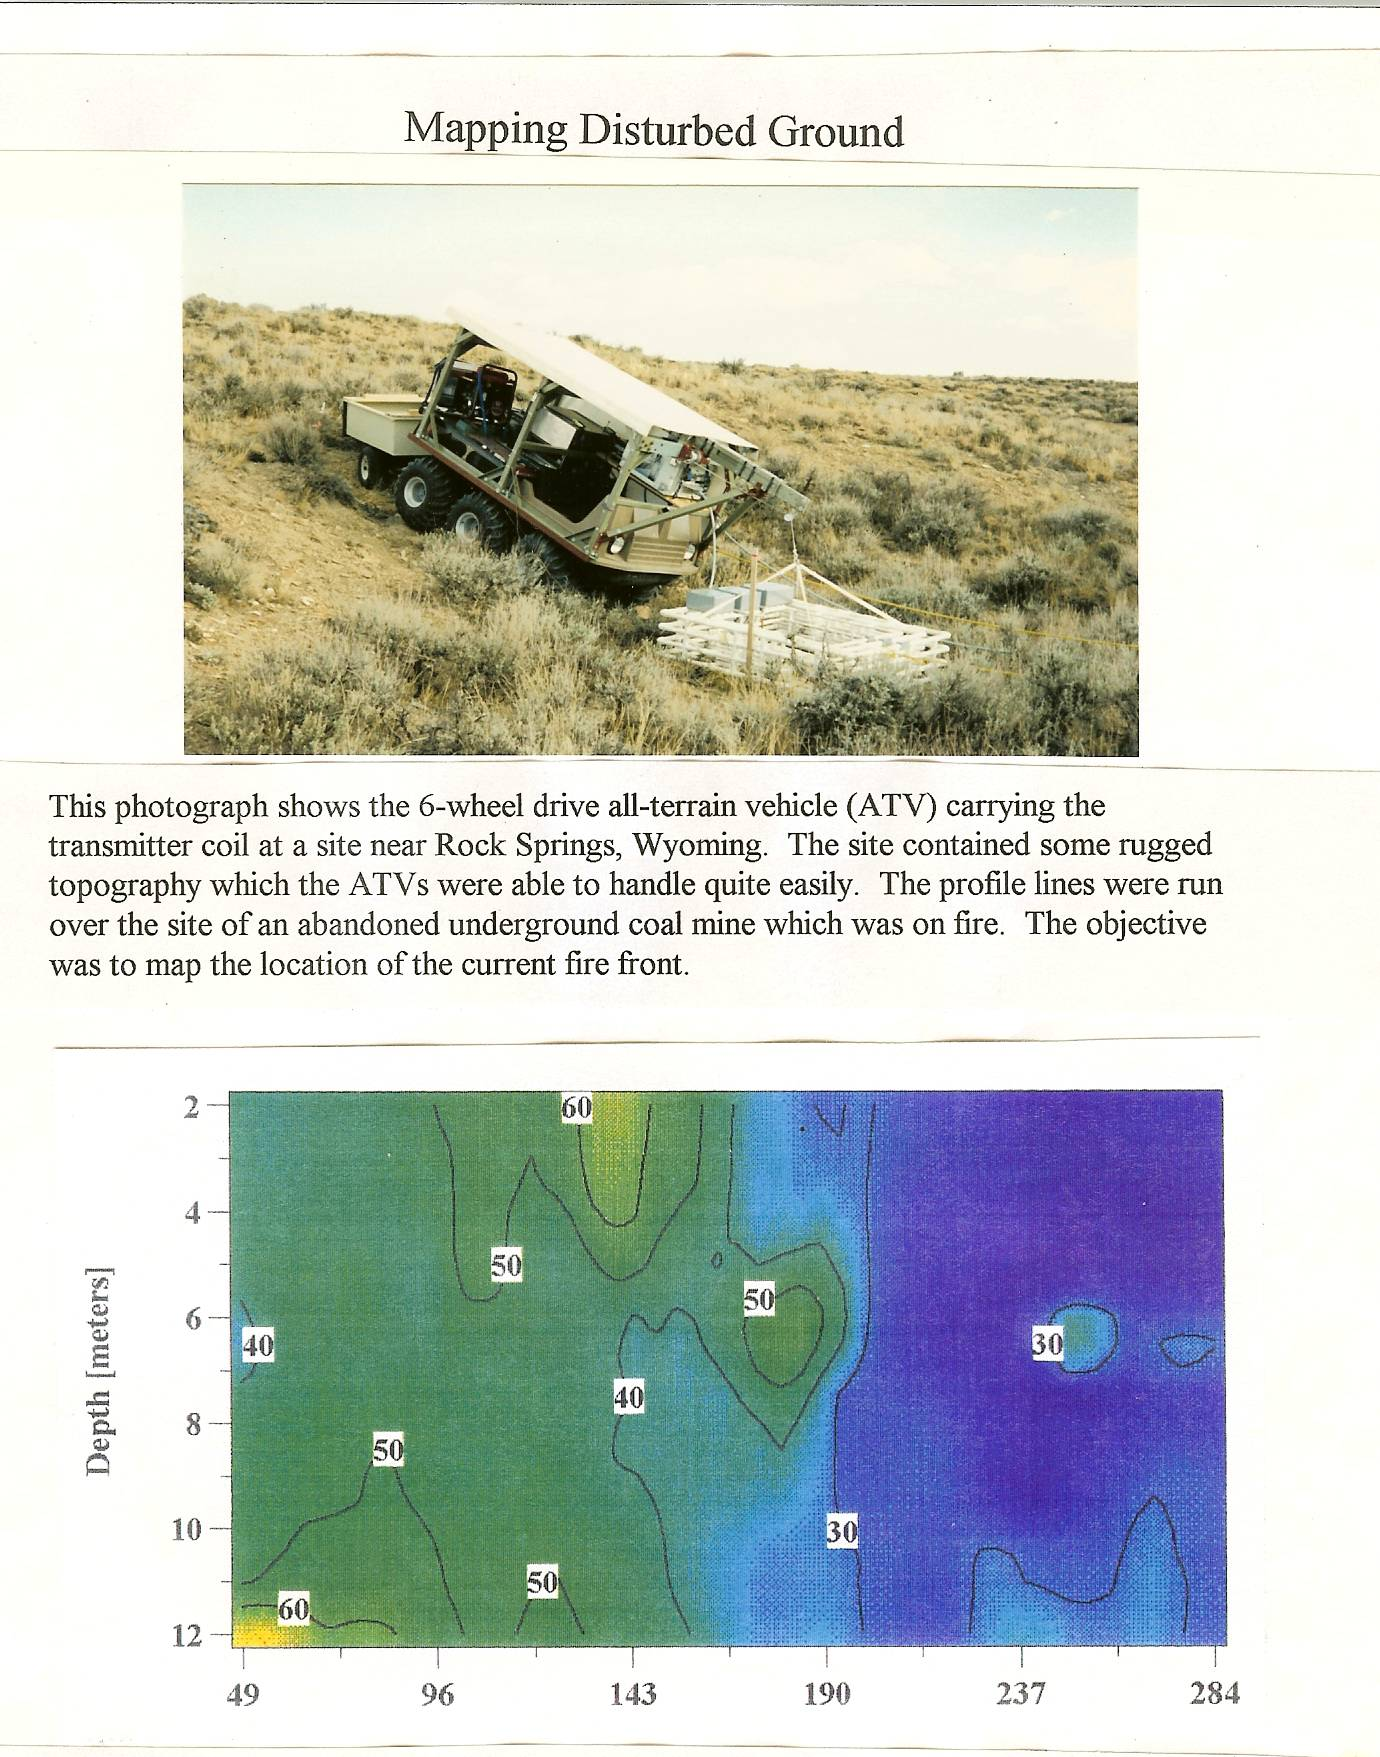 Mapping Disturbed Ground
This photograph shows the 6-wheel drive all-terrain vehicle (ATV) carrying the
transmitter coil at a site near Rock Springs, Wyoming.  The site contained some rugged
topography which the ATVs were able to handle quite easily.  The profile lines were run
over the site of an abandoned underground coal mine which was on fire.  The objective
was to map the location of the current fire front.
Depth [meters]
2
4
6
8
10
12
60
50
50
40
30
40
50
30
50
60
49 96 143 190 237 284